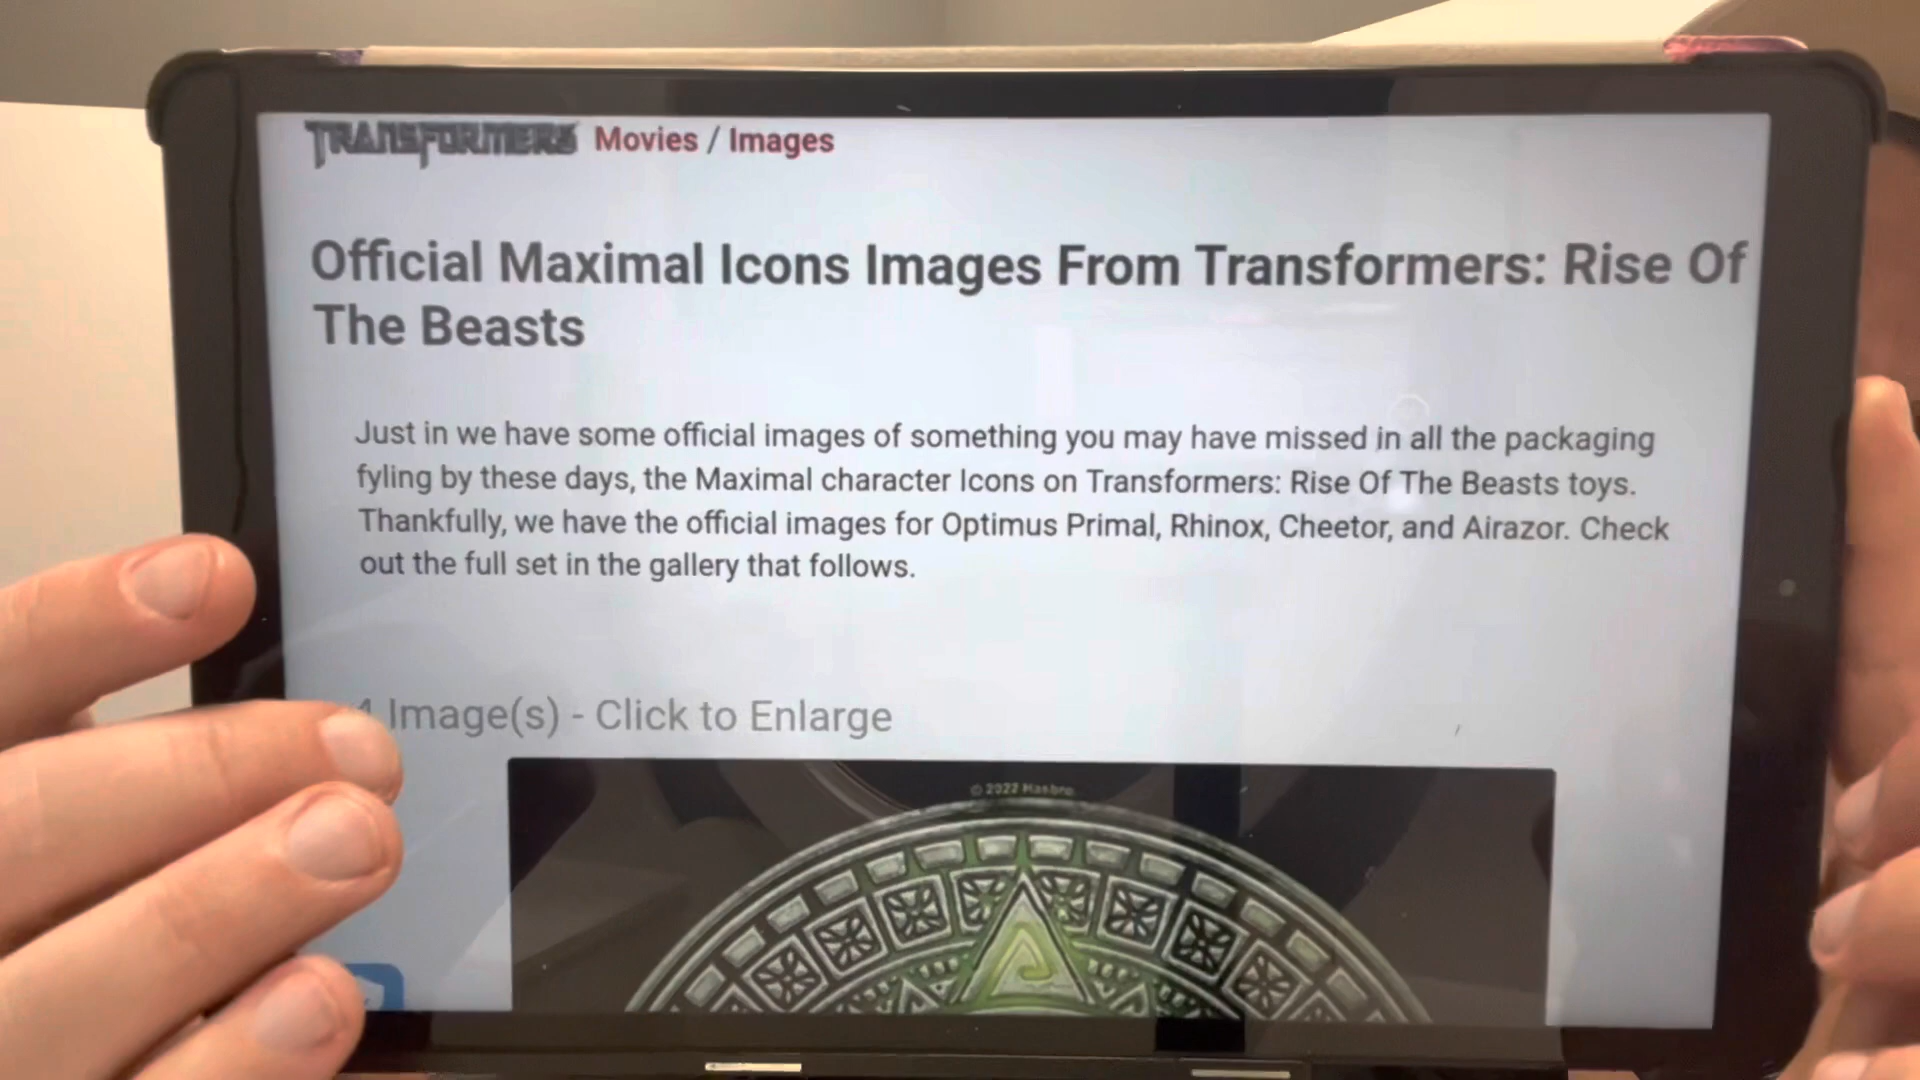 TRANSFORMERS Movies / Images
Official Maximal Icons Images From Transformers: Rise Of
The Beasts
Just in we have some official images of something you may have missed in all the packaging
fyling by these days, the Maximal character Icons on Transformers: Rise Of The Beasts toys.
Thankfully, we have the official images for Optimus Primal, Rhinox, Cheetor, and Airazor. Check
out the full set in the gallery that follows.
4 Image(s) - Click to Enlarge
© 2022 Hasbro